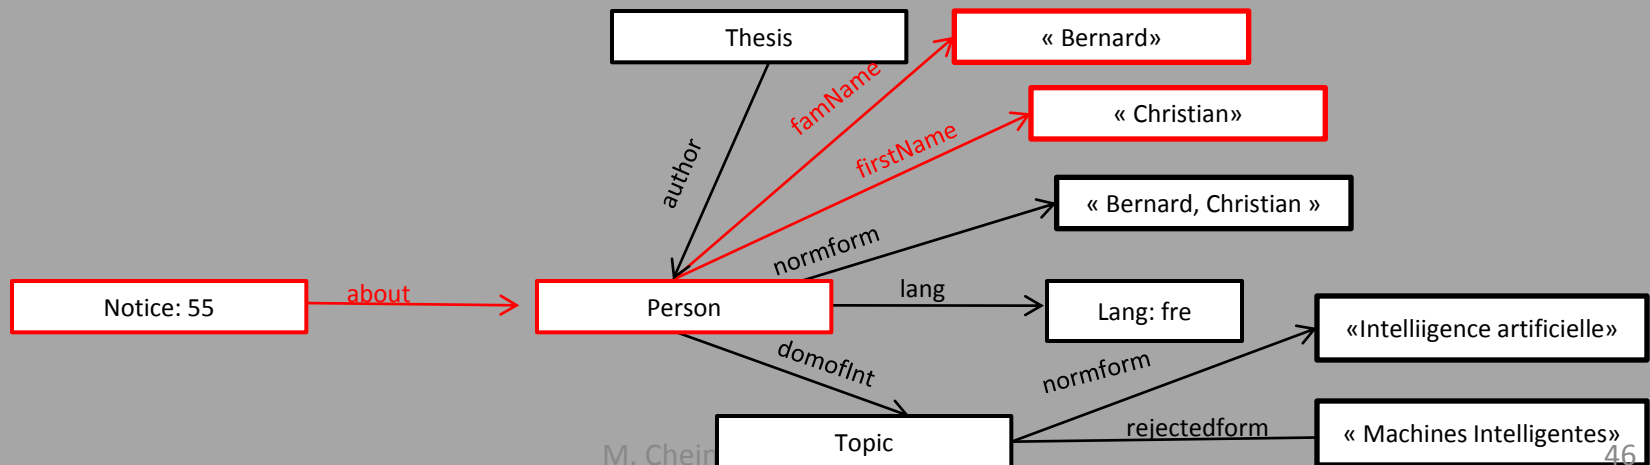 Thesis
« Bernard»
famName
« Christian»
firstName
author
« Bernard, Christian »
normform
Notice: 55
about
Person
lang
Lang: fre
«Intelliigence artificielle»
domofInt
normform
Topic
rejectedform
« Machines Intelligentes»
M. Chein
46